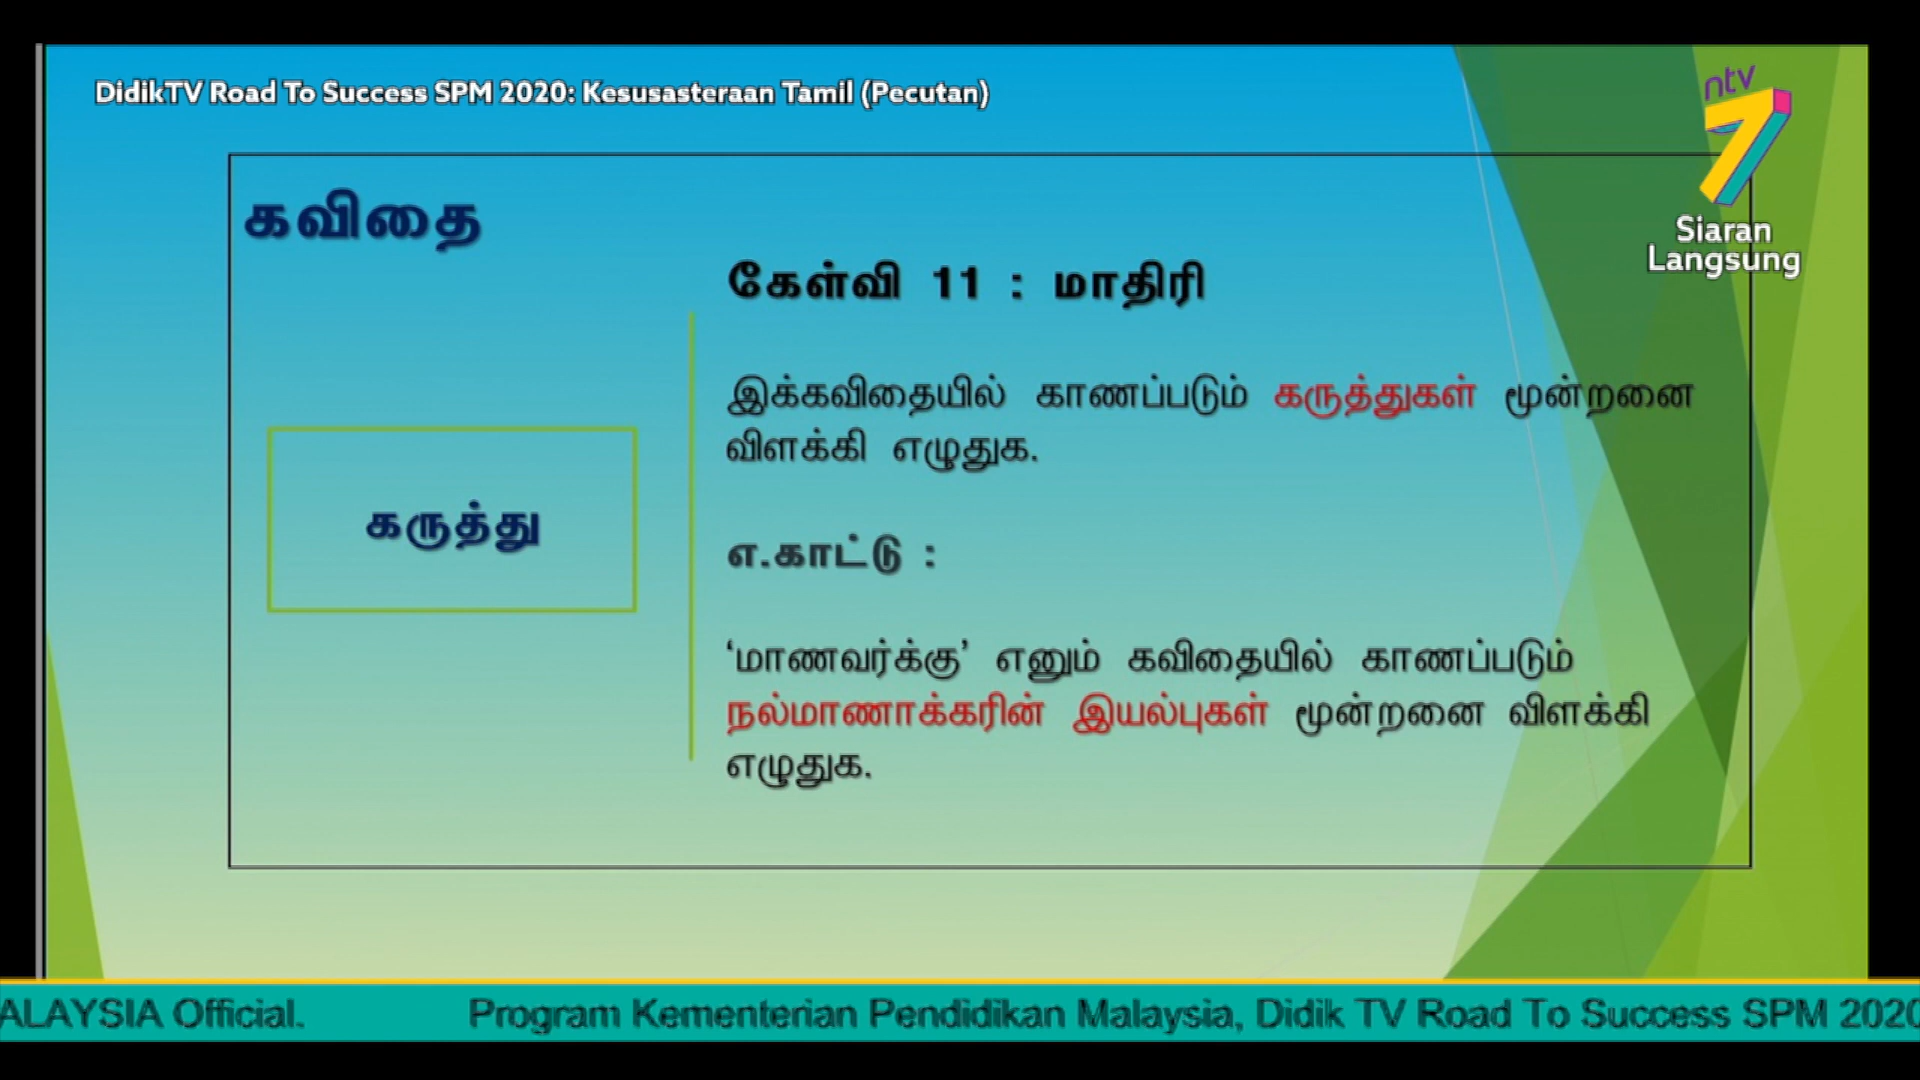 DidikTV Road To Success SPM 2020: Kesusasteraan Tamil (Pecutan)
ntv
7
Siaran
Langsung
கவிதை
கேள்வி 11 : மாதிரி
இக்கவிதையில் காணப்படும் கருத்துகள் மூன்றனை
விளக்கி எழுதுக.
கருத்து
எ.காட்டு :
‘மாணவர்க்கு’ எனும் கவிதையில் காணப்படும்
நல்மாணாக்கரின் இயல்புகள் மூன்றனை விளக்கி
எழுதுக.
ALAYSIA Official. Program Kementerian Pendidikan Malaysia, Didik TV Road To Success SPM 2020